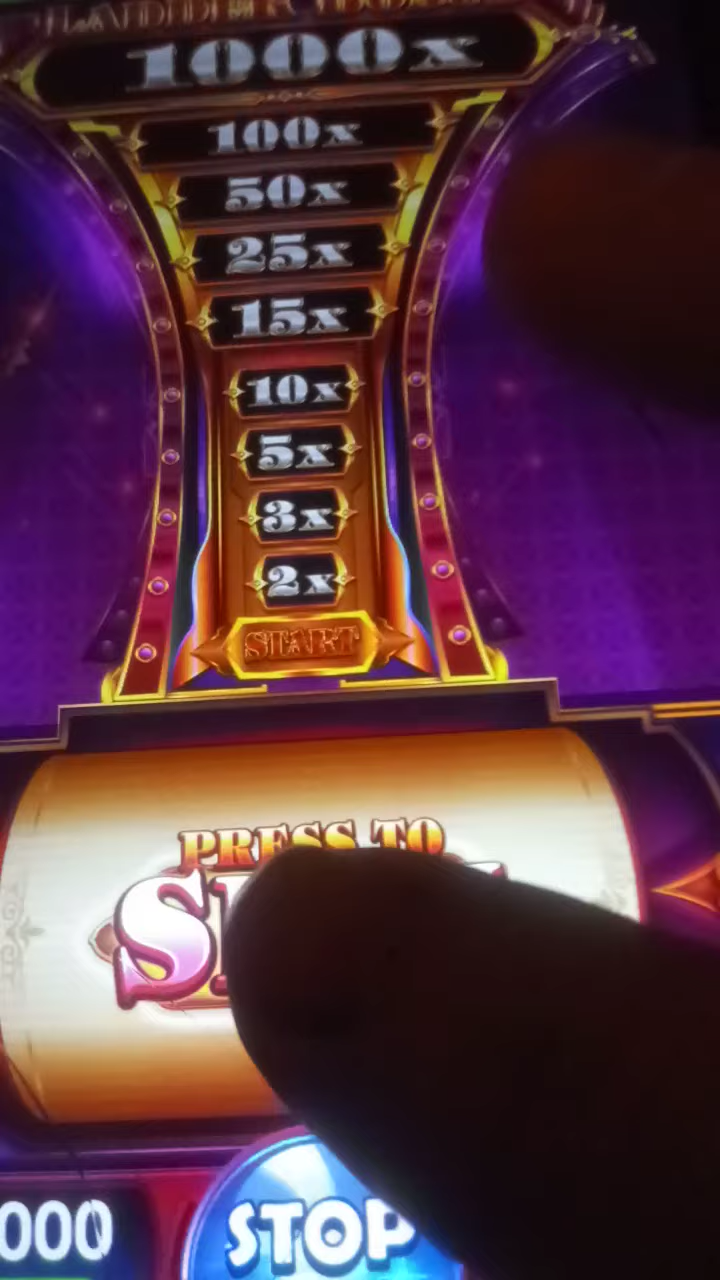 1000x
100x
50x
25x
15x
10x
5x
3x
2x
START
PRESS TO
000
STOP